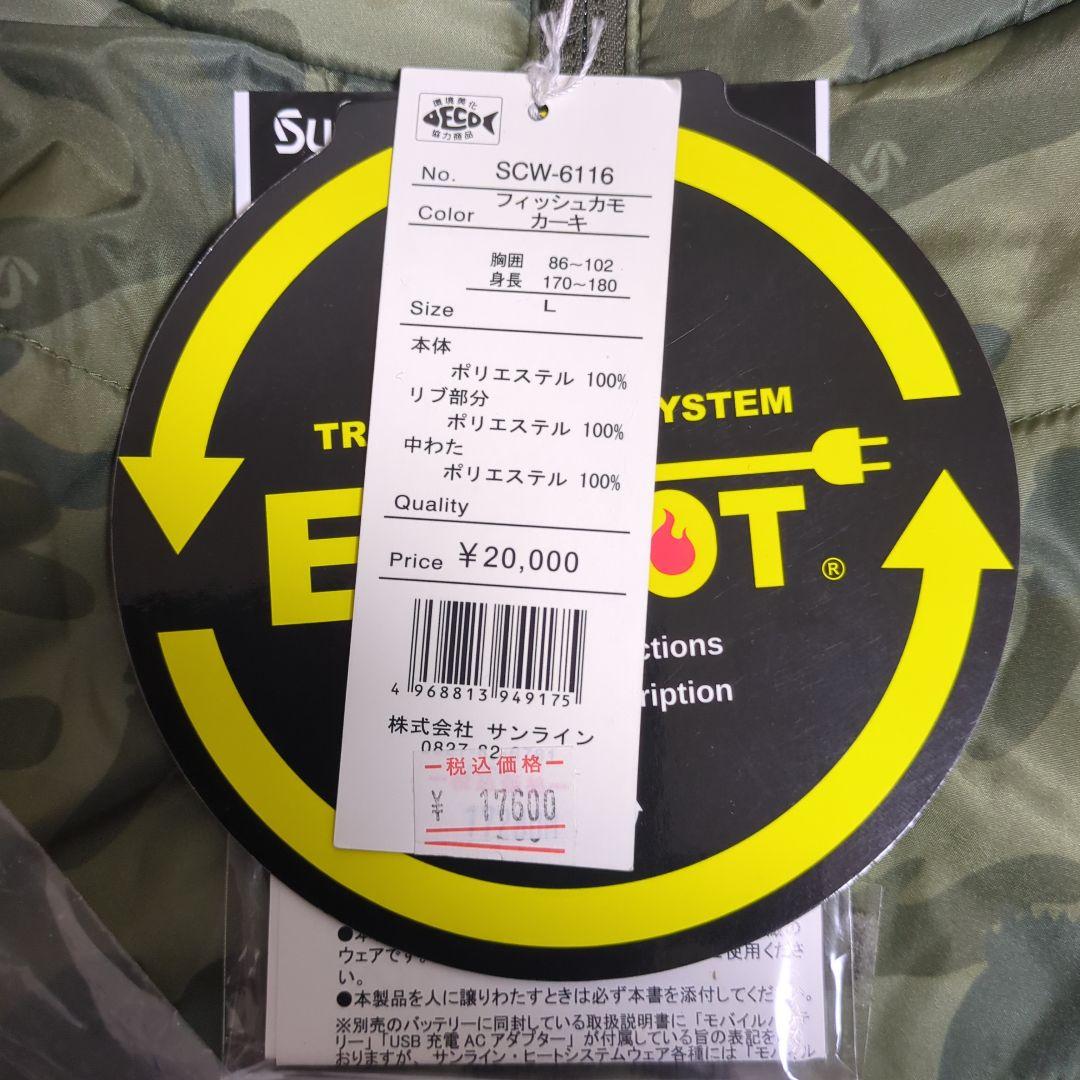 環境美化
ECO
協力商品
No. SCW-6116
Color フィッシュカモ
カーキ
胸囲 86～102
身長 170～180
Size L
本体
ポリエステル 100%
リブ部分
ポリエステル 100%
中わた
ポリエステル 100%
Quality
Price ￥20,000
4 968813 949175
株式会社 サンライン
税込価格
￥ 17600
Su
TR YSTEM
E OT ®
ctions
ription
ウェアです。 使用くださ
い。
●本製品を人に譲りわたすときは必ず本書を添付してください。
※別売のバッテリーに同封している取扱説明書に「モバイルバッテ
リー」「USB 充電 AC アダプター」が付属している旨の表記を
おりますが、サンライン・ヒートシステムウェア各種には「モバイル